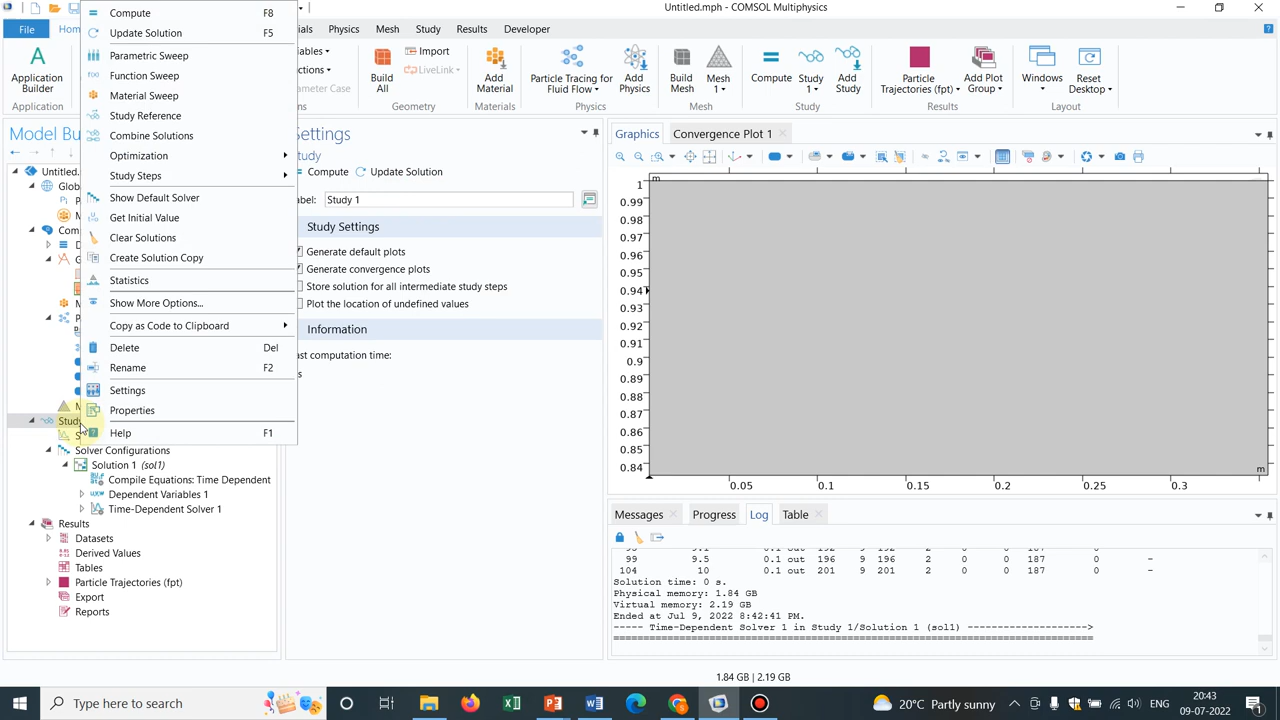 Untitled.mph - COMSOL Multiphysics
File
Physics
Mesh
Study
Results
Developer
Application Builder
Application
Build All
Import
LiveLink
Geometry
Add Material
Materials
Particle Tracing for Fluid Flow
Add Physics
Physics
Build Mesh
Mesh 1
Mesh
Compute
Study 1
Add Study
Study
Particle Trajectories (fpt)
Add Plot Group
Results
Windows
Reset Desktop
Layout
Compute F8
Update Solution F5
Parametric Sweep
Function Sweep
Material Sweep
Study Reference
Combine Solutions
Optimization
Study Steps
Show Default Solver
Get Initial Value
Clear Solutions
Create Solution Copy
Statistics
Show More Options...
Copy as Code to Clipboard
Delete Del
Rename F2
Settings
Properties
Help F1
Solver Configurations
Solution 1 (sol1)
Compile Equations: Time Dependent
Dependent Variables 1
Time-Dependent Solver 1
Results
Datasets
Derived Values
Tables
Particle Trajectories (fpt)
Export
Reports
Settings
Compute
Update Solution
Study 1
Study Settings
Generate default plots
Generate convergence plots
Store solution for all intermediate study steps
Plot the location of undefined values
Information
computation time:
Graphics
Convergence Plot 1
m
1
0.99
0.98
0.97
0.96
0.95
0.94
0.93
0.92
0.91
0.9
0.89
0.88
0.87
0.86
0.85
0.84
m
0.05 0.1 0.15 0.2 0.25 0.3
Messages
Progress
Log
Table
99 9.5 0.1 out 196 9 196 2 0 0 187 0 -
104 10 0.1 out 201 9 201 2 0 0 187 0 -
Solution time: 0 s.
Physical memory: 1.84 GB
Virtual memory: 2.19 GB
Ended at Jul 9, 2022 8:42:41 PM.
----- Time-Dependent Solver 1 in Study 1/Solution 1 (sol1) -------------------->
1.84 GB | 2.19 GB
Type here to search
20°C Partly sunny
ENG
20:43
09-07-2022